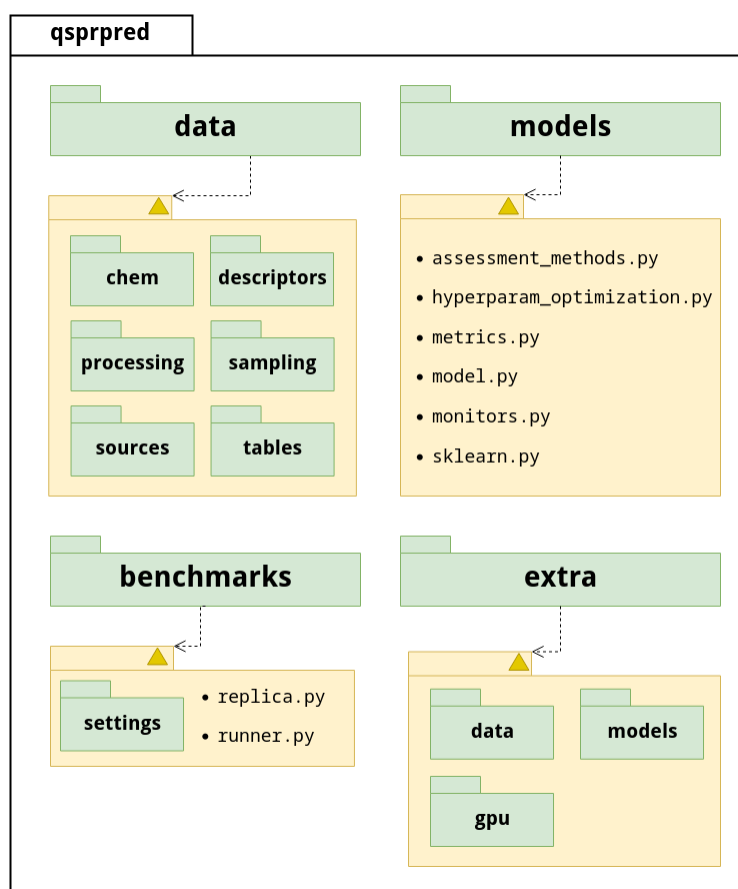 qsprpred
data
models
chem
descriptors
processing
sampling
sources
tables
• assessment_methods.py
• hyperparam_optimization.py
• metrics.py
• model.py
• monitors.py
• sklearn.py
benchmarks
extra
settings
• replica.py
• runner.py
data
models
gpu